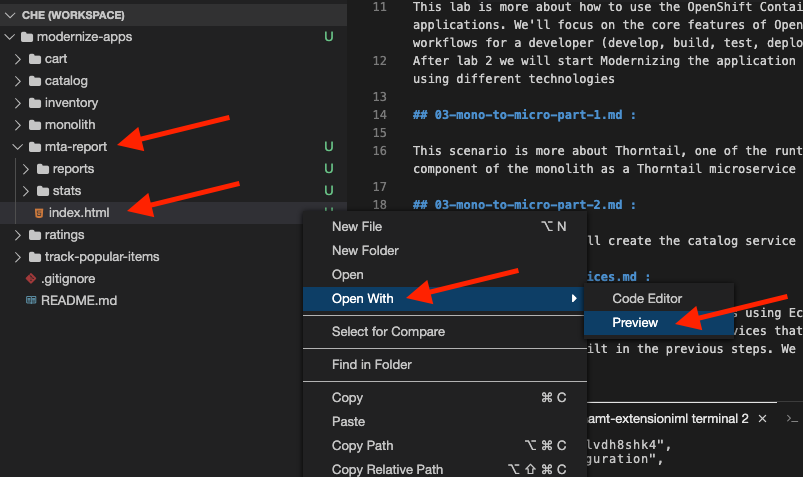 CHE (WORKSPACE)
modernize-apps U
cart
catalog
inventory
monolith
mta-report U
reports U
stats U
index.html
ratings
track-popular-items
.gitignore
README.md
11 This lab is more about how to use the OpenShift Contai
applications. We'll focus on the core features of Open
workflows for a developer (develop, build, test, deplo
12 After lab 2 we will start Modernizing the application
using different technologies
13
14 ## 03-mono-to-micro-part-1.md :
15
16 This scenario is more about Thorntail, one of the runt
component of the monolith as a Thorntail microservice
17
18 ## 03-mono-to-micro-part-2.md :
ll create the catalog service
ices.md :
s using Ec
vices that
ilt in the previous steps. We
New File ⌥ N
New Folder
Open
Open With
Select for Compare
Find in Folder
Copy ⌘ C
Paste
Copy Path ⌥ ⌘ C
Copy Relative Path ⌥ ⇧ ⌘ C
Code Editor
Preview
amt-extensioniml terminal 2 × >_
lvdh8shk4",
guration",